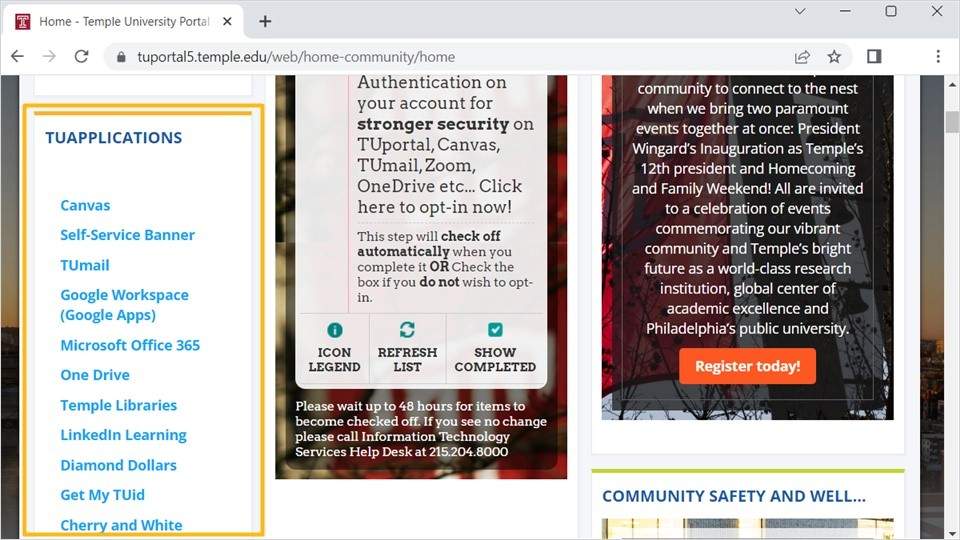 Home - Temple University Portal
tuportal5.temple.edu/web/home-community/home
TUAPPLICATIONS
Canvas
Self-Service Banner
TUmail
Google Workspace
(Google Apps)
Microsoft Office 365
One Drive
Temple Libraries
LinkedIn Learning
Diamond Dollars
Get My TUid
Cherry and White
Authentication on
your account for
stronger security on
TUportal, Canvas,
TUmail, Zoom,
OneDrive etc... Click
here to opt-in now!
This step will check off
automatically when you
complete it OR Check the
box if you do not wish to opt-
in.
ICON
LEGEND
REFRESH
LIST
SHOW
COMPLETED
Please wait up to 48 hours for items to
become checked off. If you see no change
please call Information Technology
Services Help Desk at 215.204.8000
community to connect to the nest
when we bring two paramount
events together at once: President
Wingard's Inauguration as Temple's
12th president and Homecoming
and Family Weekend! All are invited
to a celebration of events
commemorating our vibrant
community and Temple's bright
future as a world-class research
institution, global center of
academic excellence and
Philadelphia's public university.
Register today!
COMMUNITY SAFETY AND WELL...